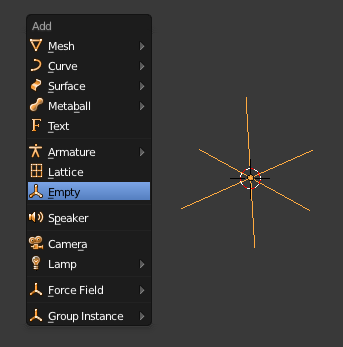 Add
Mesh
Curve
Surface
Metaball
Text
Armature
Lattice
Empty
Speaker
Camera
Lamp
Force Field
Group Instance